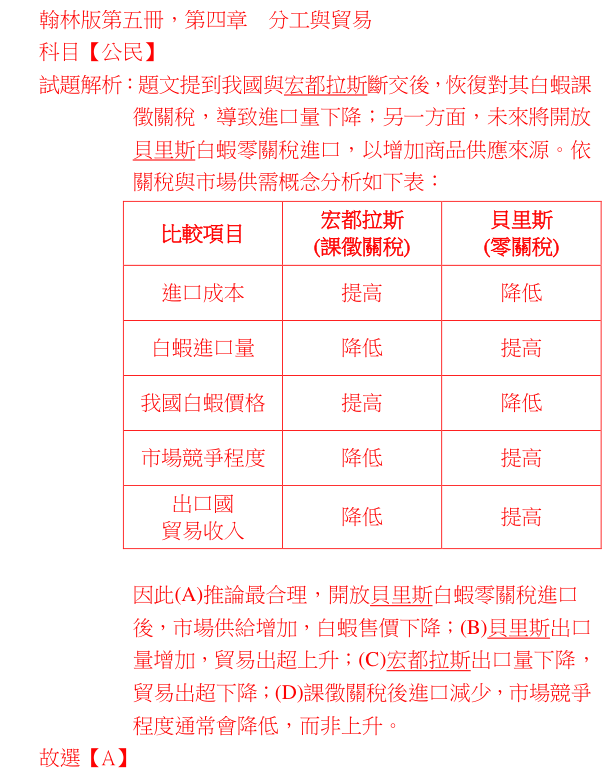 翰林版第五冊，第四章　分工與貿易
科目【公民】
試題解析：題文提到我國與宏都拉斯斷交後，恢復對其白蝦課
徵關稅，導致進口量下降；另一方面，未來將開放
貝里斯白蝦零關稅進口，以增加商品供應來源。依
關稅與市場供需概念分析如下表：
比較項目　宏都拉斯　貝里斯
(課徵關稅)　(零關稅)
進口成本　提高　降低
白蝦進口量　降低　提高
我國白蝦價格　提高　降低
市場競爭程度　降低　提高
出口國
貿易收入　降低　提高
因此(A)推論最合理，開放貝里斯白蝦零關稅進口
後，市場供給增加，白蝦售價下降；(B)貝里斯出口
量增加，貿易出超上升；(C)宏都拉斯出口量下降，
貿易出超下降；(D)課徵關稅後進口減少，市場競爭
程度通常會降低，而非上升。
故選【A】